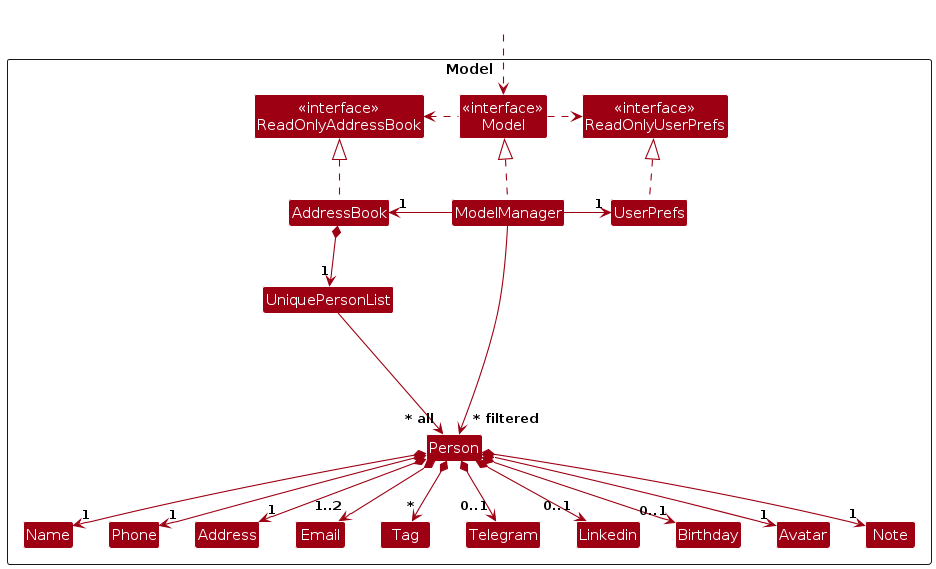 Model
«interface»
ReadOnlyAddressBook
«interface»
Model
«interface»
ReadOnlyUserPrefs
AddressBook
1
ModelManager
1
UserPrefs
1
UniquePersonList
* all
* filtered
Person
1
1
1
1..2
*
0..1
0..1
0..1
1
1
Name
Phone
Address
Email
Tag
Telegram
Linkedin
Birthday
Avatar
Note